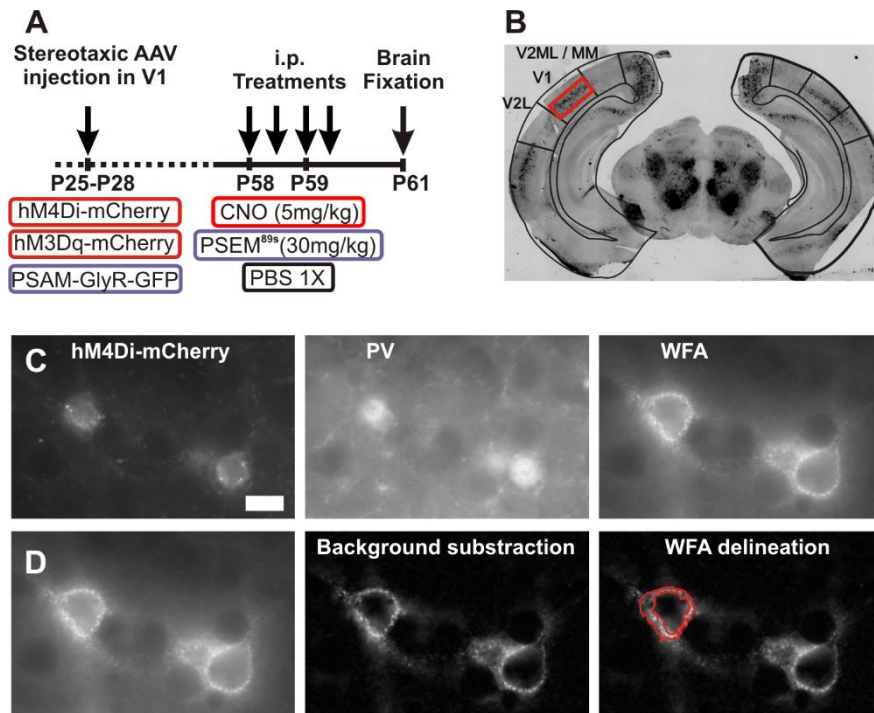 A
Stereotaxic AAV
injection in V1
i.p.
Treatments
Brain
Fixation
P25-P28
P58
P59
P61
hM4Di-mCherry
CNO (5mg/kg)
hM3Dq-mCherry
PSEM⁸⁹ˢ (30mg/kg)
PSAM-GlyR-GFP
PBS 1X
B
V2ML / MM
V1
V2L
C
hM4Di-mCherry
PV
WFA
D
Background substraction
WFA delineation